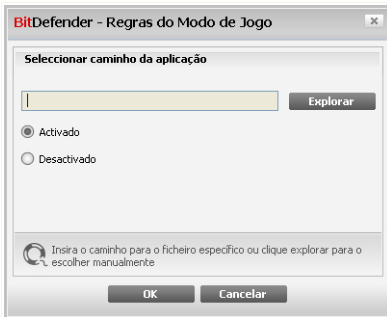 BitDefender - Regras do Modo de Jogo
Seleccionar caminho da aplicação
Explorar
Activado
Desactivado
Insira o caminho para o ficheiro específico ou clique explorar para o
escolher manualmente
OK Cancelar